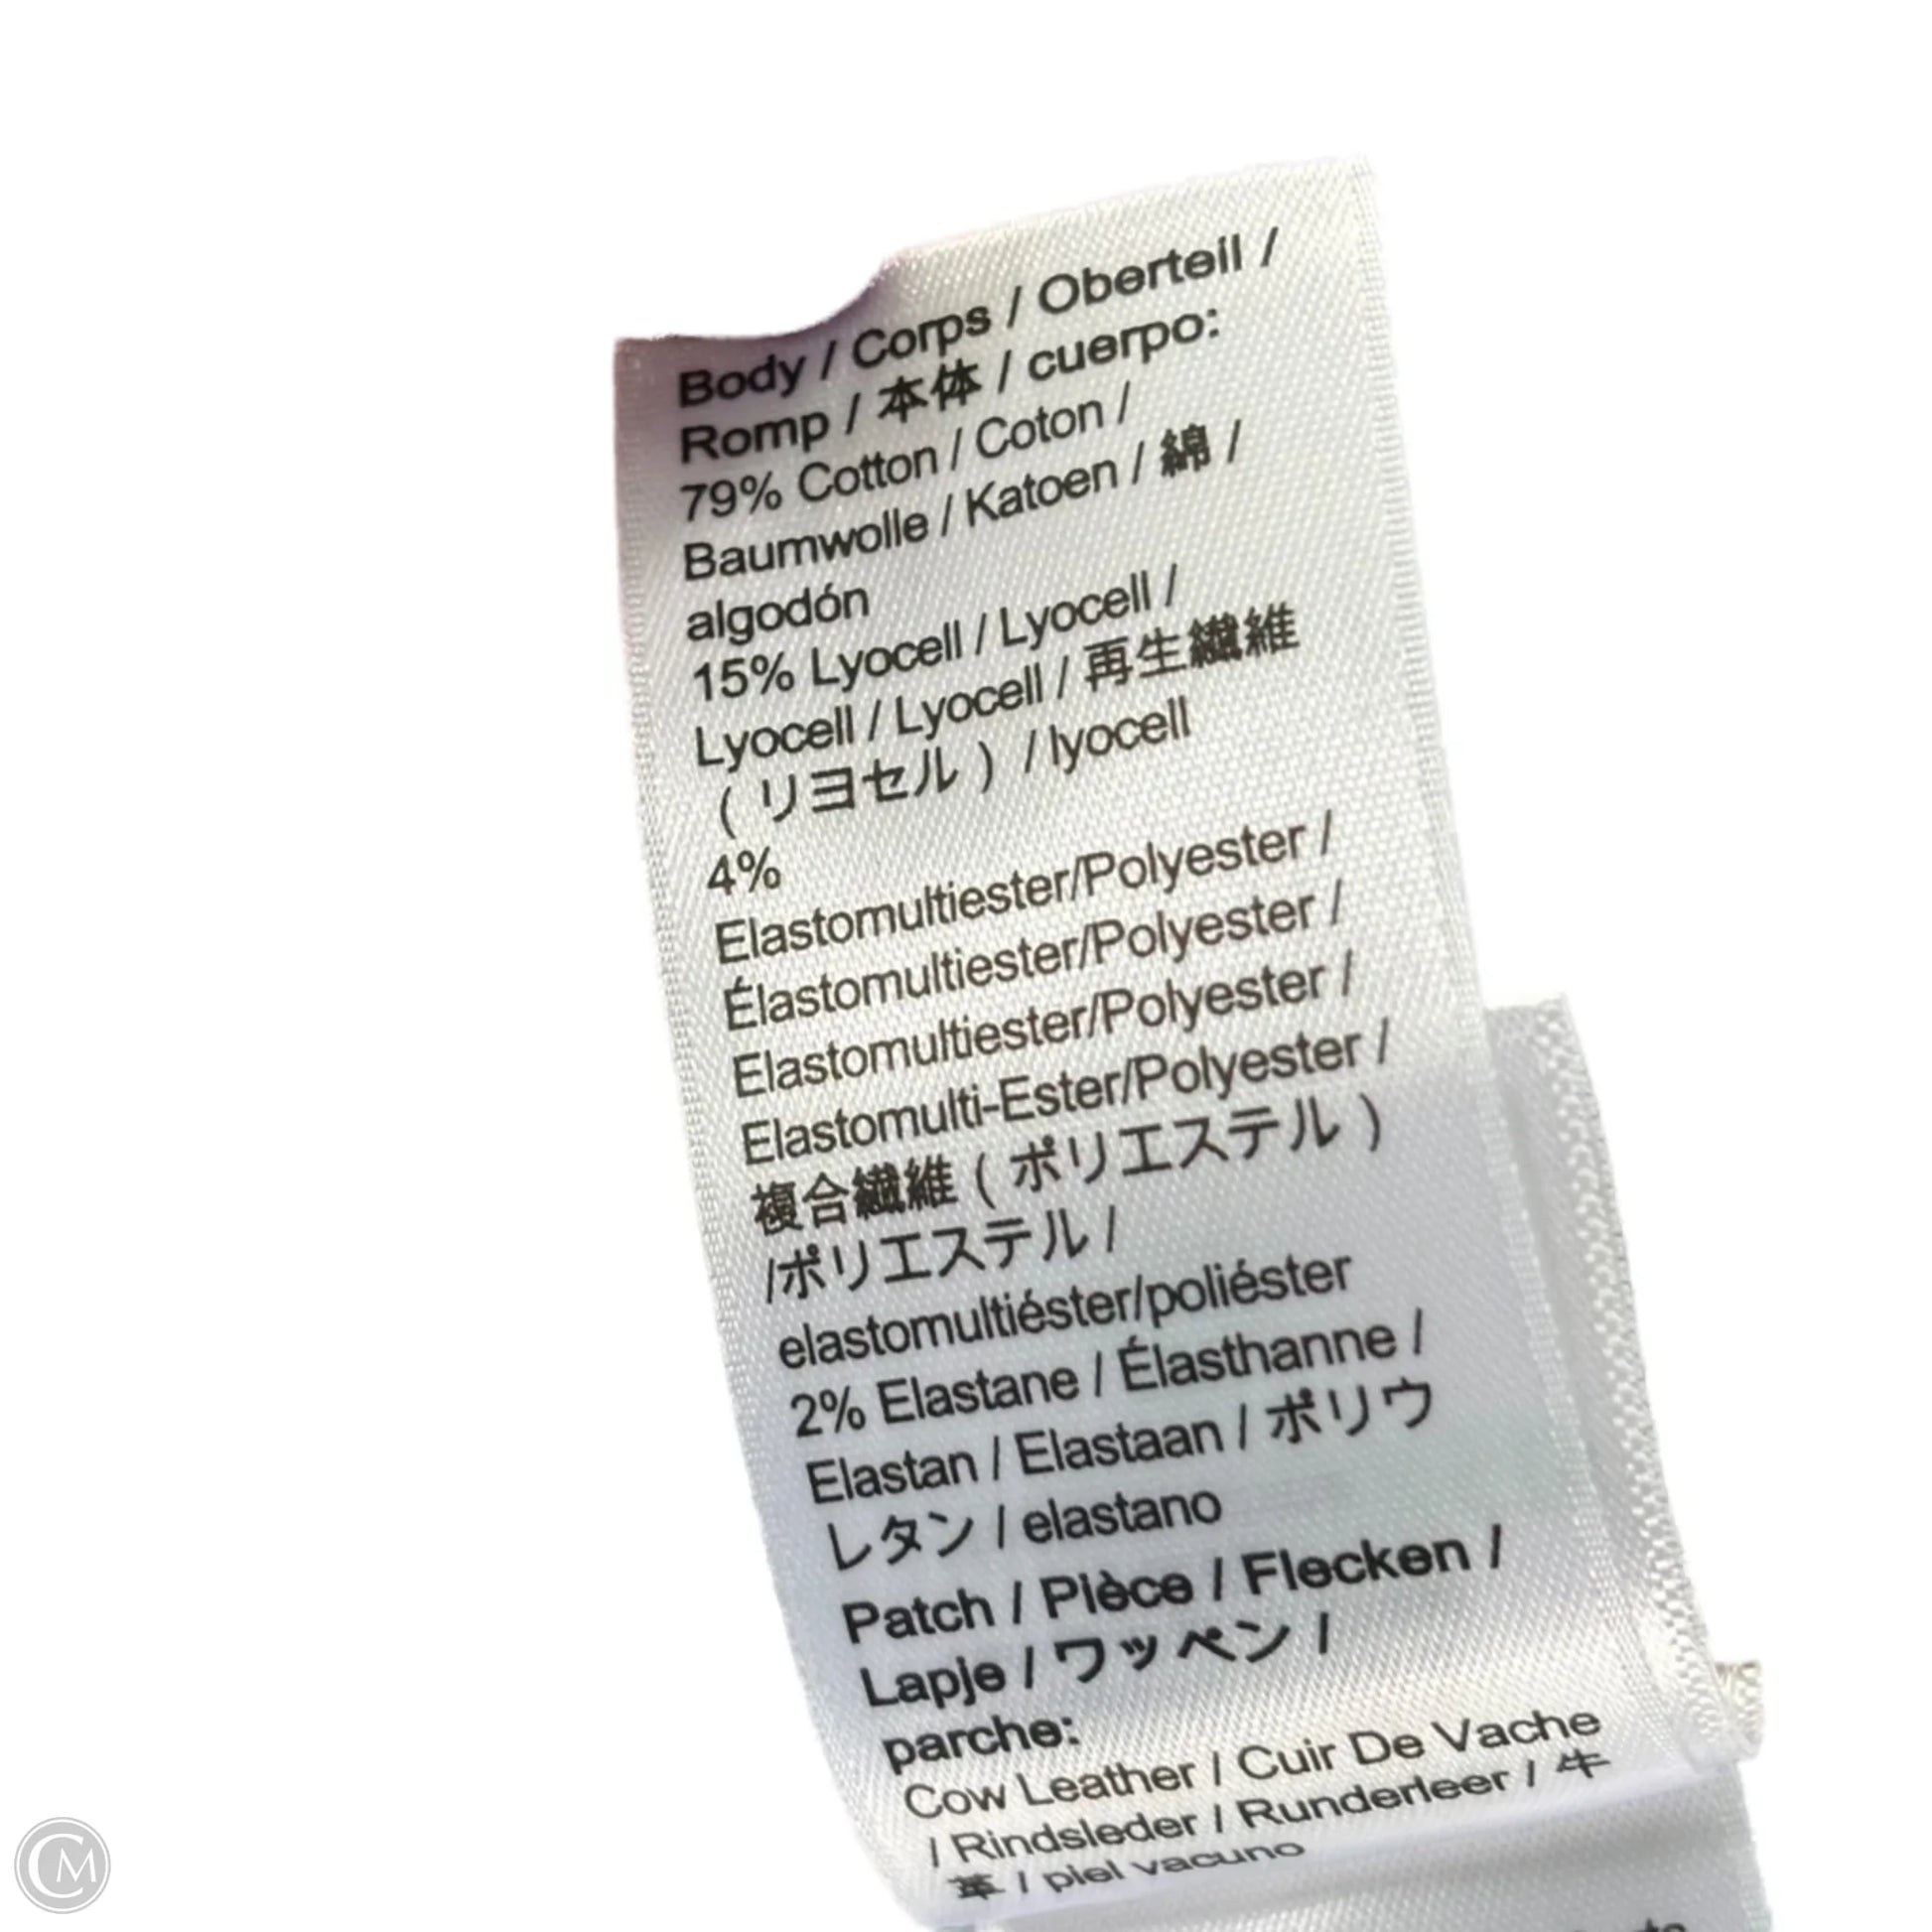 Body / Corps / Oberteil /
Romp / 本体 / cuerpo:
79% Cotton / Coton /
Baumwolle / Katoen / 綿 /
algodón
15% Lyocell / Lyocell /
Lyocell / Lyocell / 再生繊維
（リヨセル）/ lyocell
4%
Elastomultiester/Polyester /
Élastomultiester/Polyester /
Elastomultiester/Polyester /
Elastomulti-Ester/Polyester /
複合繊維（ポリエステル）
/ポリエステル /
elastomultiéster/poliéster
2% Elastane / Élasthanne /
Elastan / Elastaan / ポリウ
レタン / elastano
Patch / Pièce / Flecken /
Lapje / ワッペン /
parche:
Cow Leather / Cuir De Vache
/ Rindsleder / Runderleer / 牛
革 / piel vacuno
CM